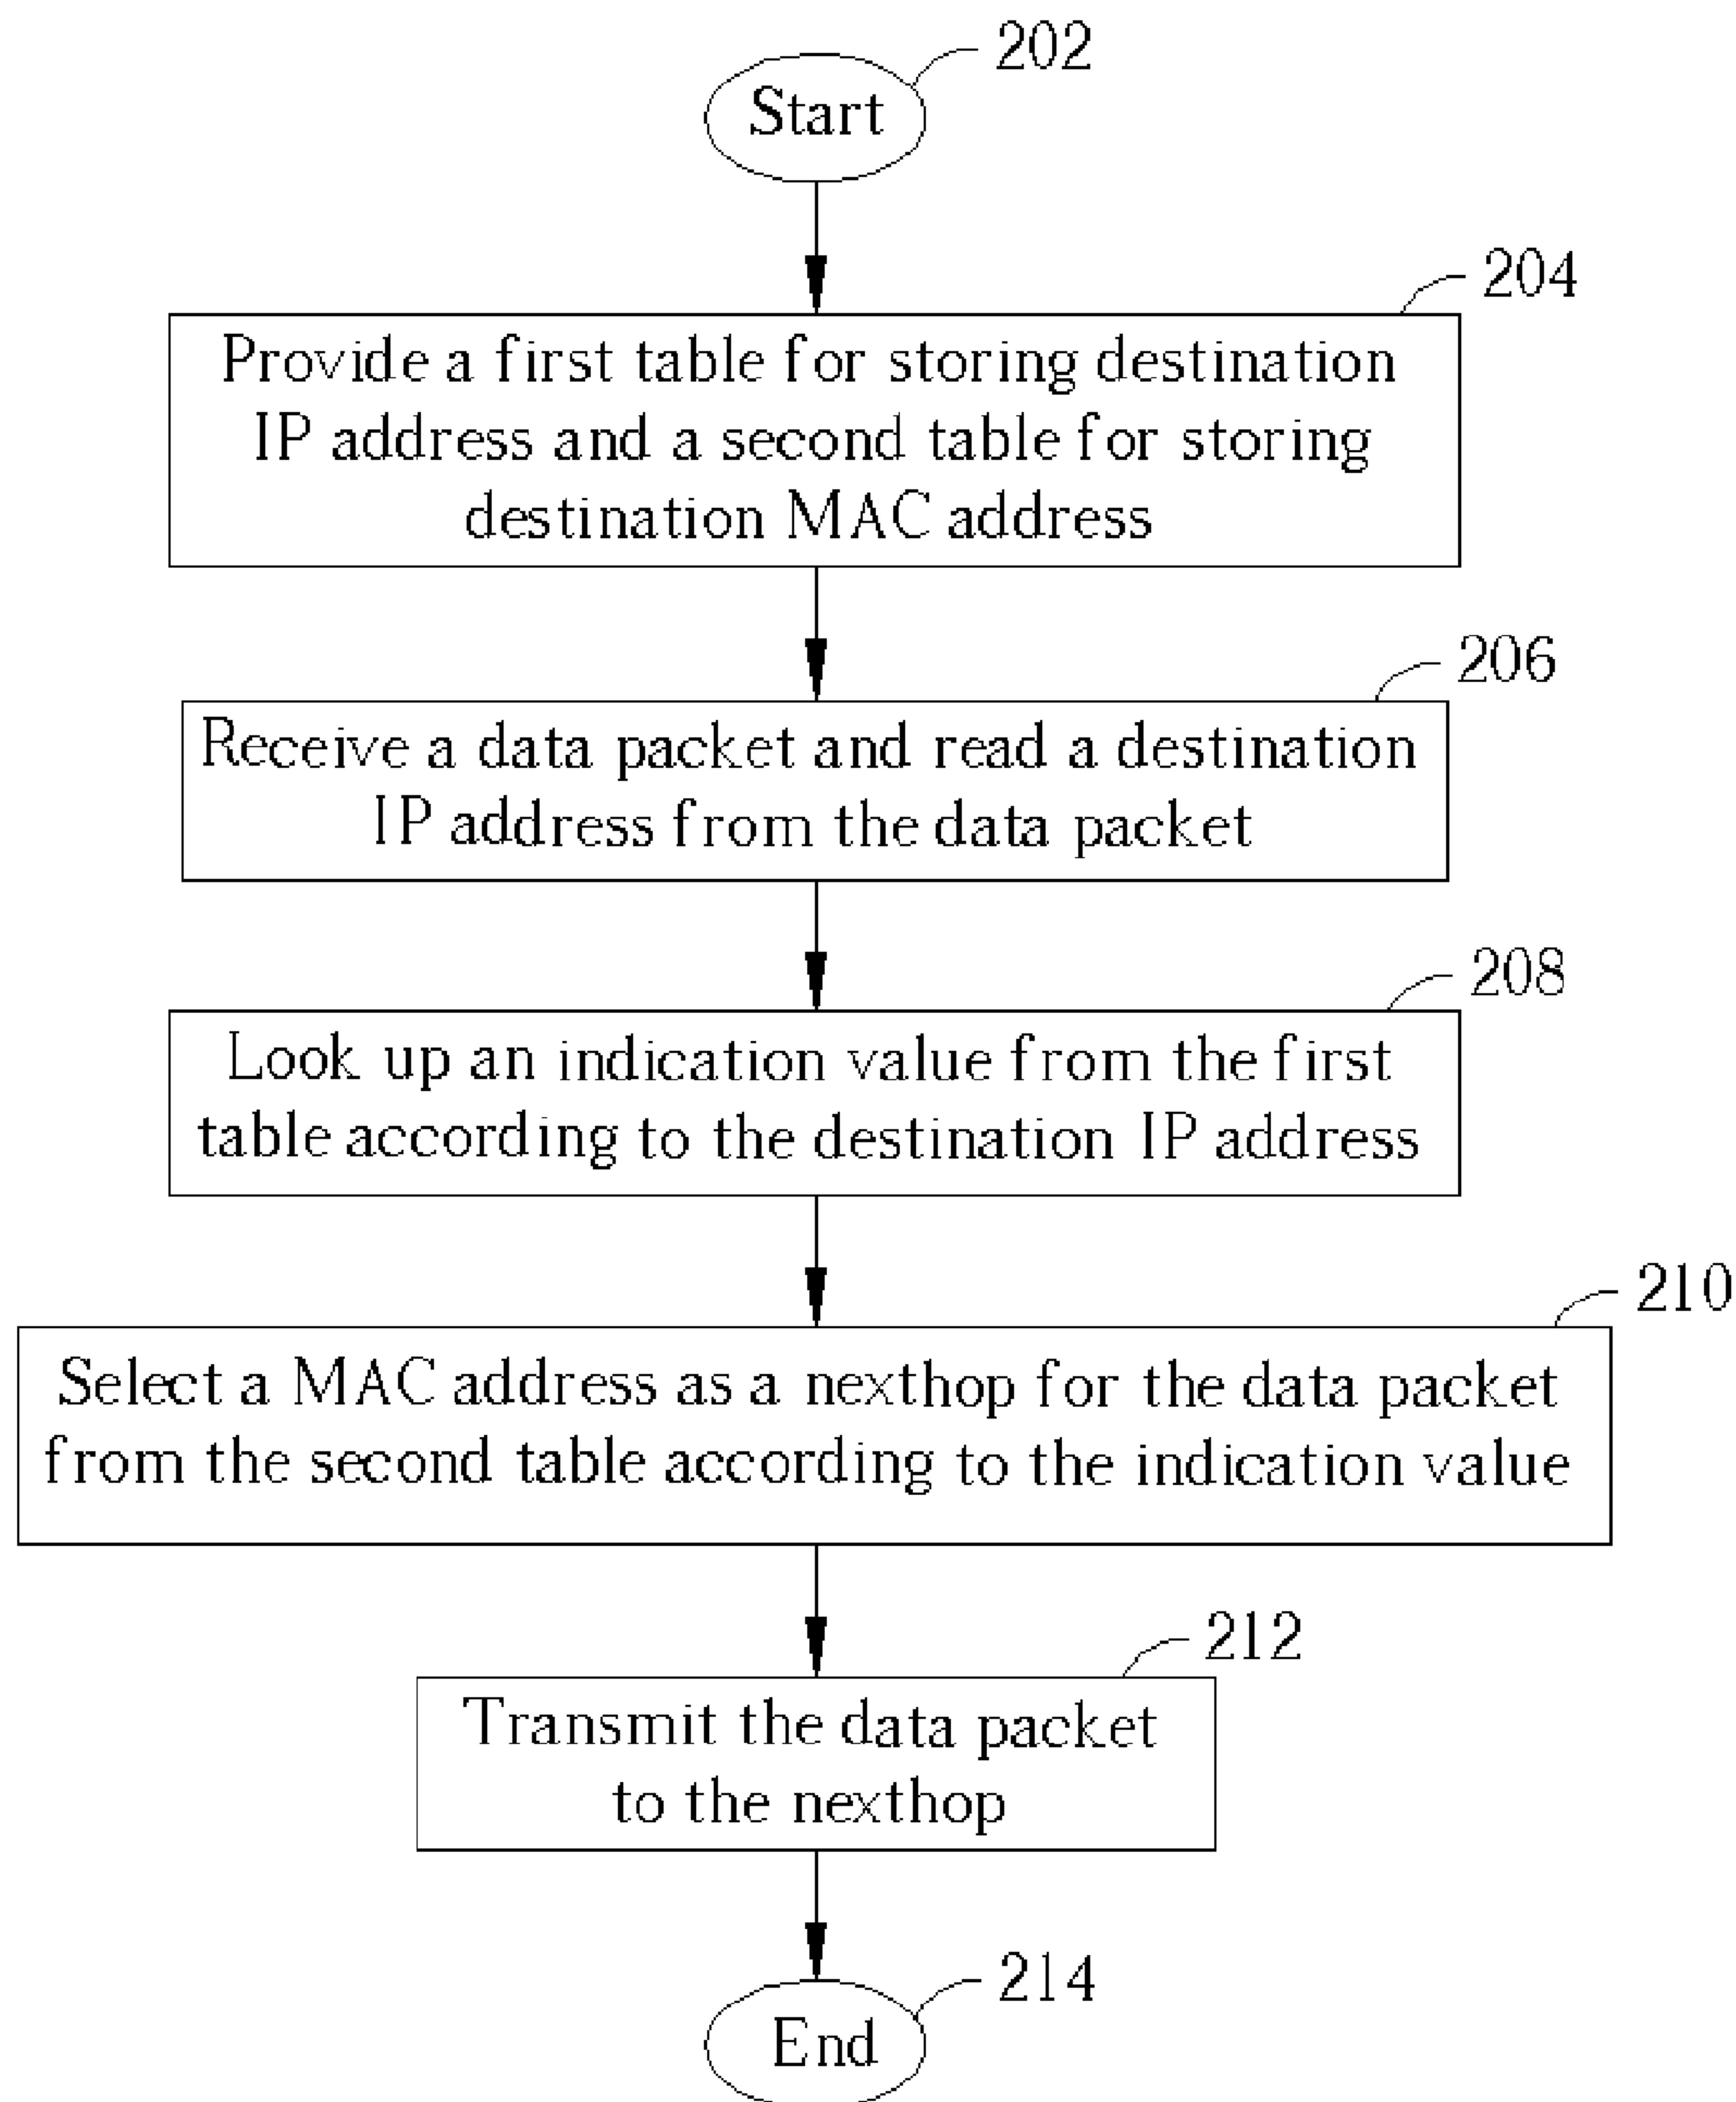 202
Start
204
Provide a first table for storing destination
IP address and a second table for storing
destination MAC address
206
Receive a data packet and read a destination
IP address from the data packet
208
Look up an indication value from the first
table according to the destination IP address
210
Select a MAC address as a nexthop for the data packet
from the second table according to the indication value
212
Transmit the data packet
to the nexthop
214
End